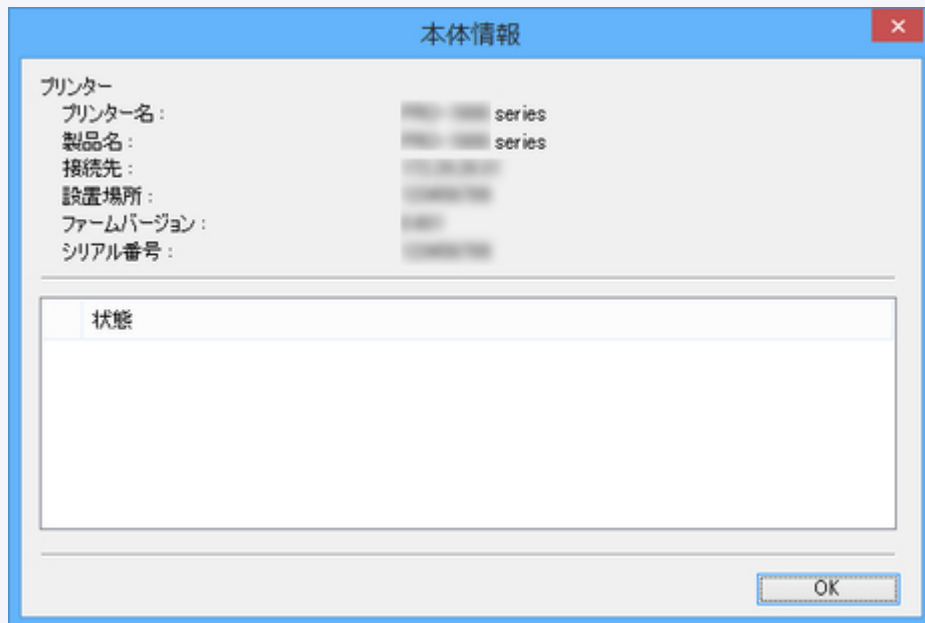 本体情報
プリンター
プリンター名 : series
製品名 : series
接続先 :
設置場所 :
ファームバージョン :
シリアル番号 :
状態
OK